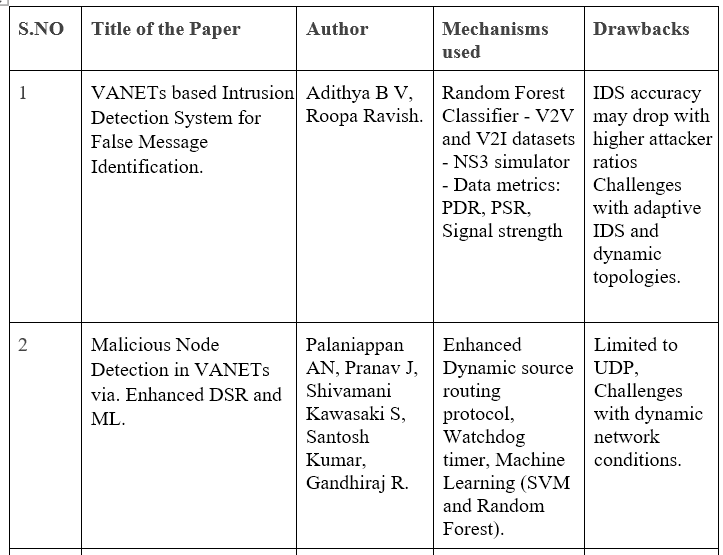 S.NO
Title of the Paper
Author
Mechanisms
used
Drawbacks
1
VANETs based Intrusion
Detection System for
False Message
Identification.
Adithya B V,
Roopa Ravish.
Random Forest
Classifier - V2V
and V2I datasets
- NS3 simulator
- Data metrics:
PDR, PSR,
Signal strength
IDS accuracy
may drop with
higher attacker
ratios
Challenges
with adaptive
IDS and
dynamic
topologies.
2
Malicious Node
Detection in VANETs
via. Enhanced DSR and
ML.
Palaniappan
AN, Pranav J,
Shivamani
Kawasaki S,
Santosh
Kumar,
Gandhiraj R.
Enhanced
Dynamic source
routing
protocol,
Watchdog
timer, Machine
Learning (SVM
and Random
Forest).
Limited to
UDP,
Challenges
with dynamic
network
conditions.